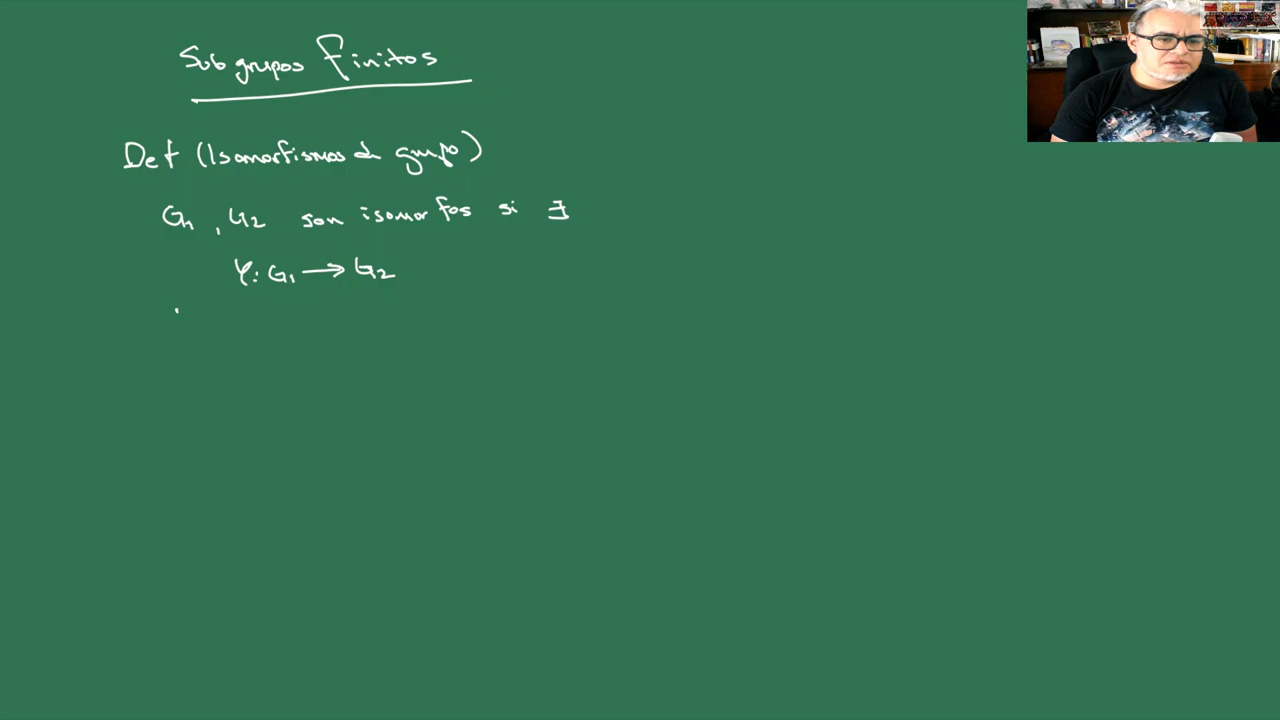 Subgrupos Finitos
Def (Isomorfismos de grupo)
G1, G2 son isomorfos si ∃
φ: G1 → G2